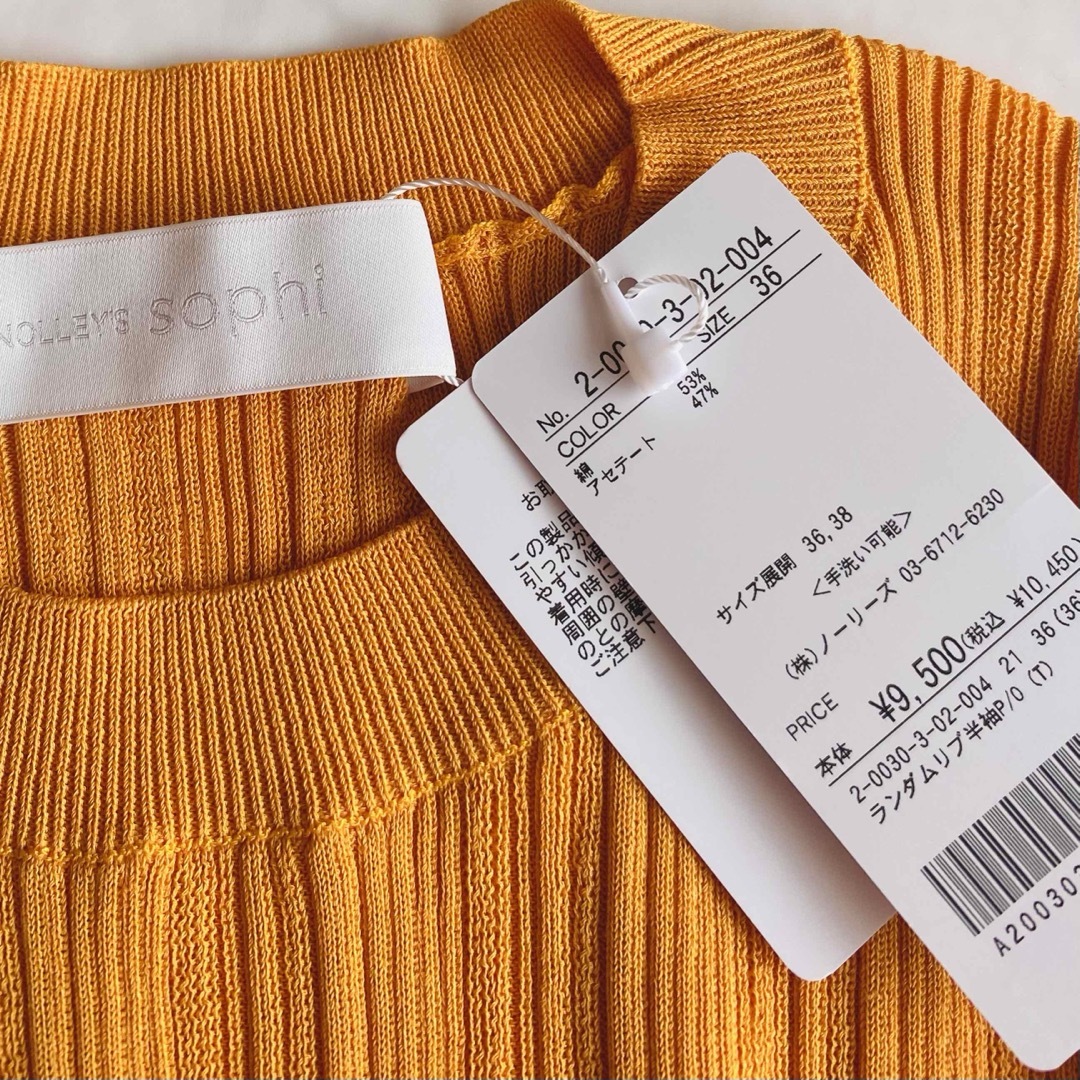 NOLLEY'S sophi
No. 2-00 0-3-02-004
COLOR SIZE 36
綿 53%
アセテート 47%
サイズ展開 36,38
<手洗い可能>
(株)ノーリーズ 03-6712-6230
PRICE
本体 ¥9,500(税込 ¥10,450)
2-0030-3-02-004 21 36(36)
ランダムリブ半袖P/O (T)
A200302
お取
この製品
引っかか
やすい傾
着用時に
周囲の
のとの摩
ご注意下